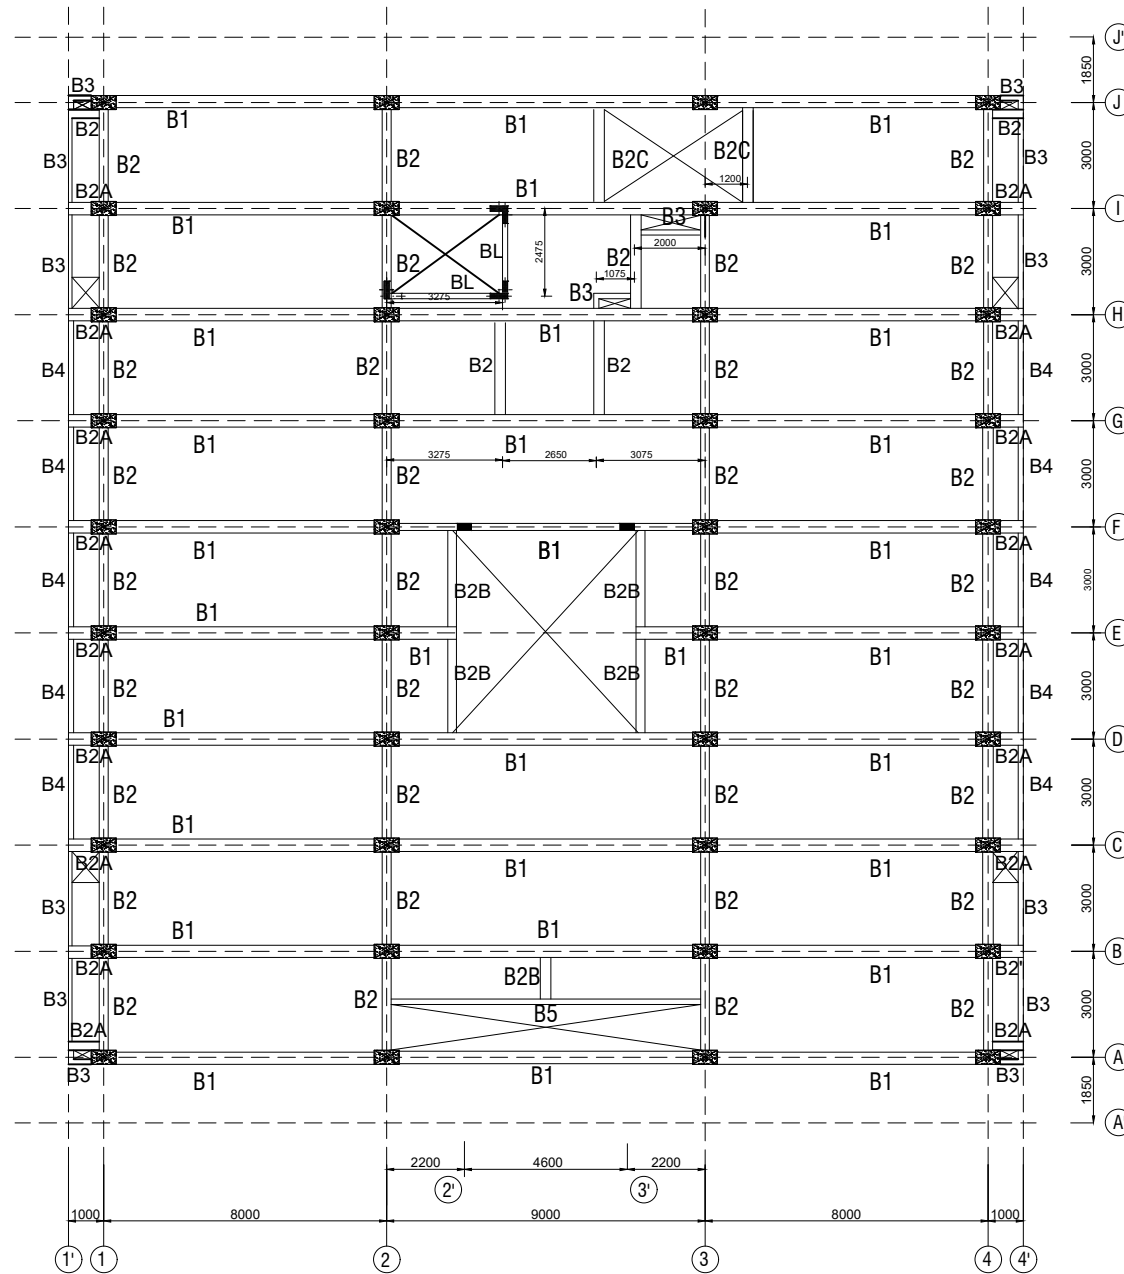 J'
1850
B3 B3
J
B1 B1 B1
B2 B2
B3 B2 B2 B2C B2C B2 B3
3000
B2A 1200 B2A
B1
I
B1 B3 B1
B3 B2 B2 BL 2475 B2 2000 B2 B2 B3
3000
BL 1075
3275 B3
H
B2A B1 B1 B1 B2A
B4 B2 B2 B2 B2 B2 B2 B4
3000
G
B2A B1 B1 B1 B2A
3275 2650 3075
B4 B2 B2 B2 B2 B4
3000
F
B2A B1 B1 B1 B2A
B4 B2 B2 B2B B2B B2 B2 B4
3000
B1
E
B2A B1 B1 B1 B2A
B4 B2 B2 B2B B2B B2 B2 B4
3000
B1
D
B2A B1 B1 B2A
B4 B2 B2 B2 B2 B4
3000
B1
C
B2A B1 B1 B2A
B3 B2 B2 B2 B2 B3
3000
B1 B1
B
B2A B2B B1 B2'
B3 B2 B2 B5 B2 B2 B3
3000
B2A B2A
A
B3 B1 B1 B1 B3
1850
A
2200 4600 2200
2' 3'
1000 8000 9000 8000 1000
1' 1 2 3 4 4'